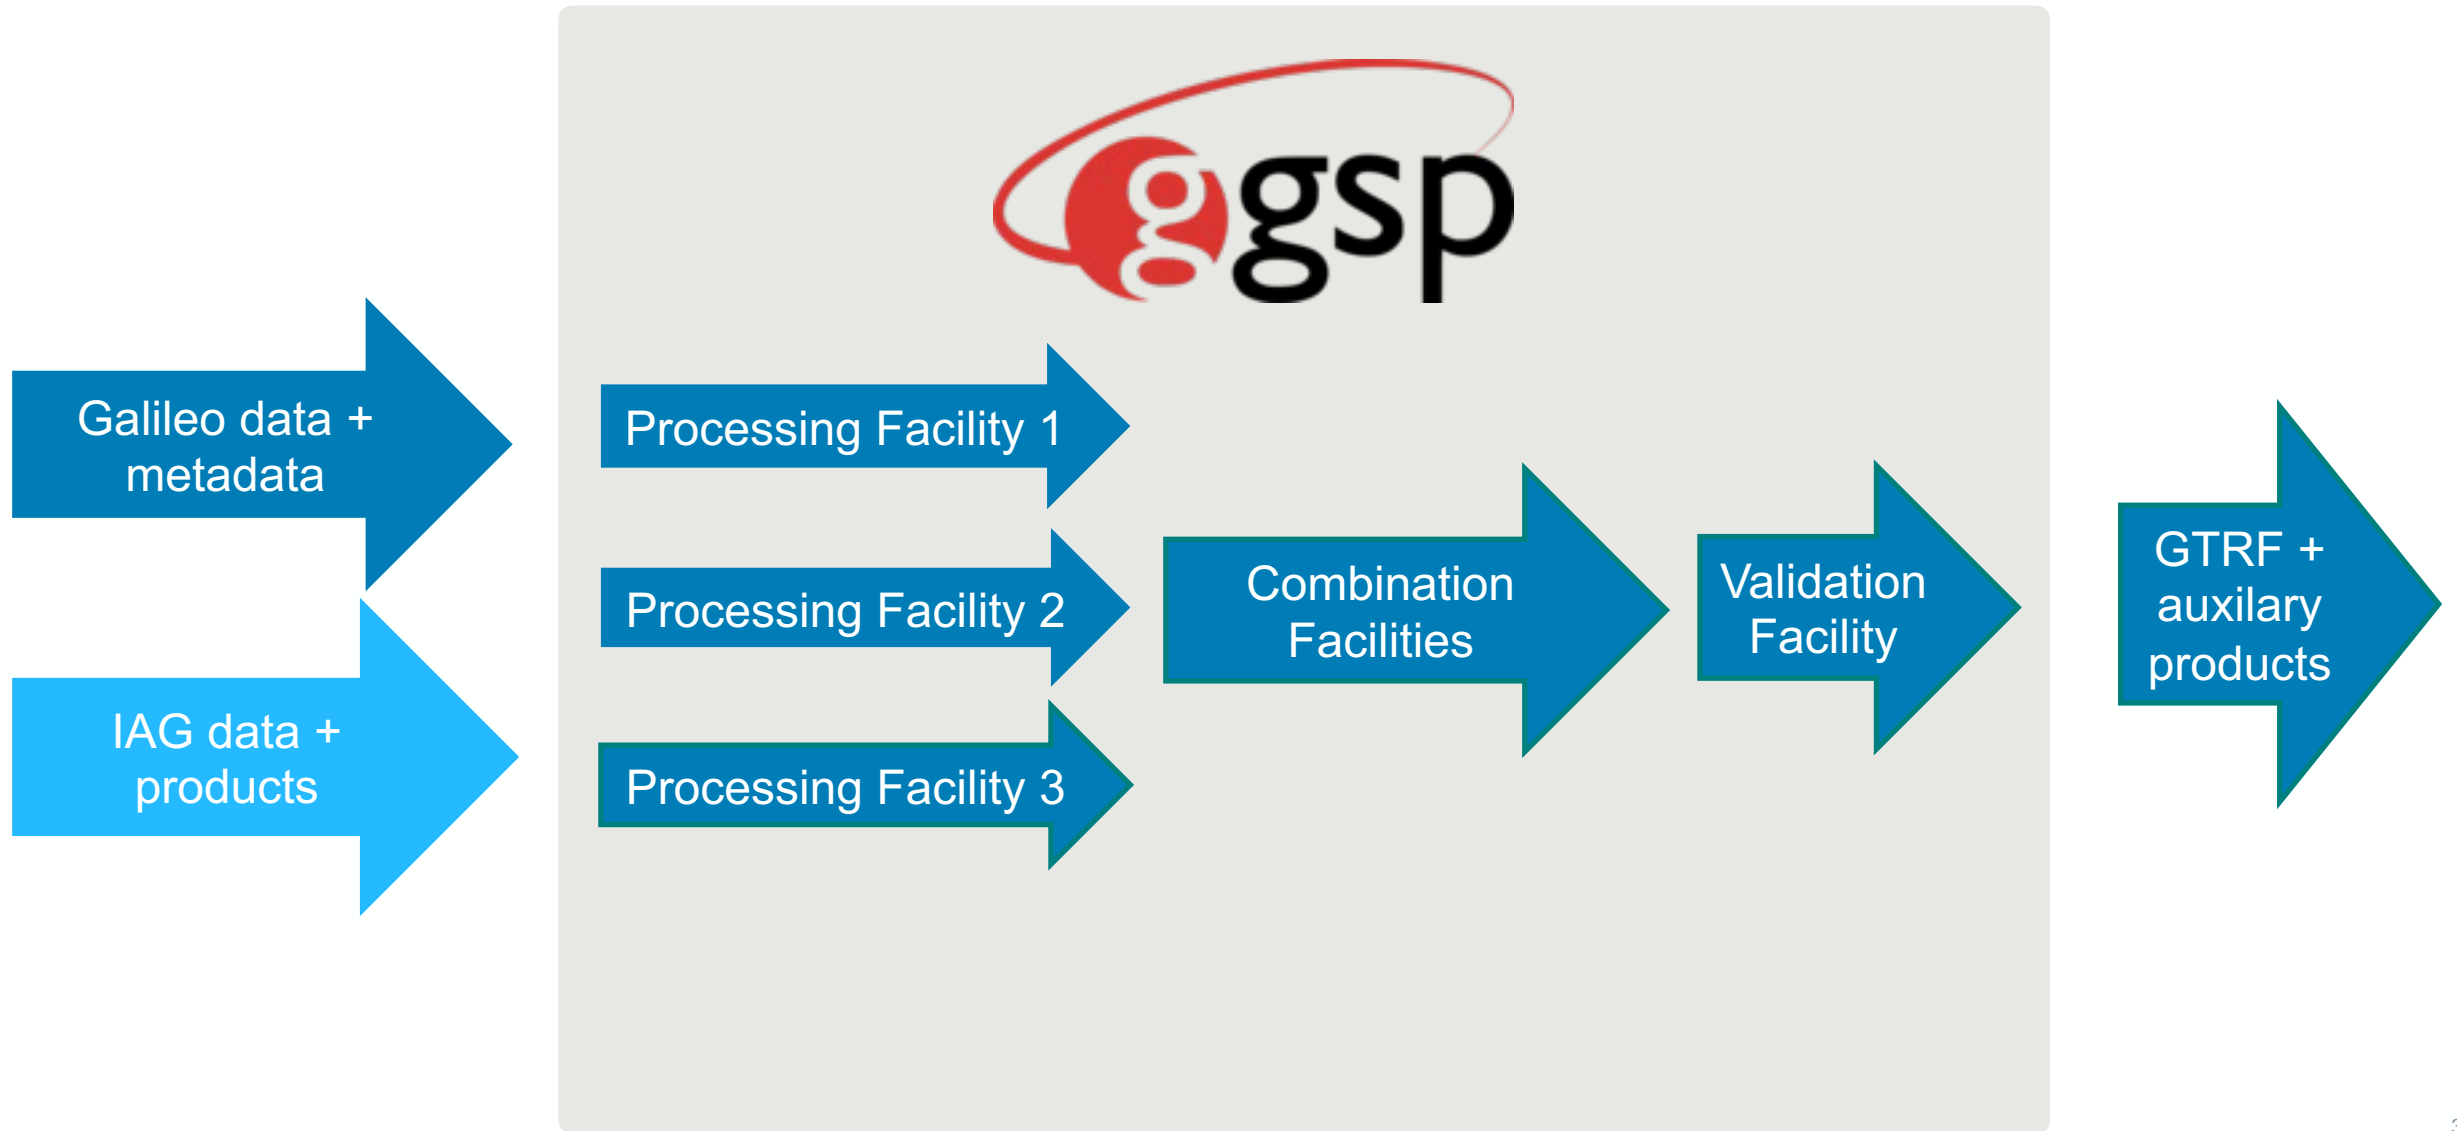 ggsp
Galileo data +
metadata
IAG data +
products
Processing Facility 1
Processing Facility 2
Processing Facility 3
Combination
Facilities
Validation
Facility
GTRF +
auxilary
products